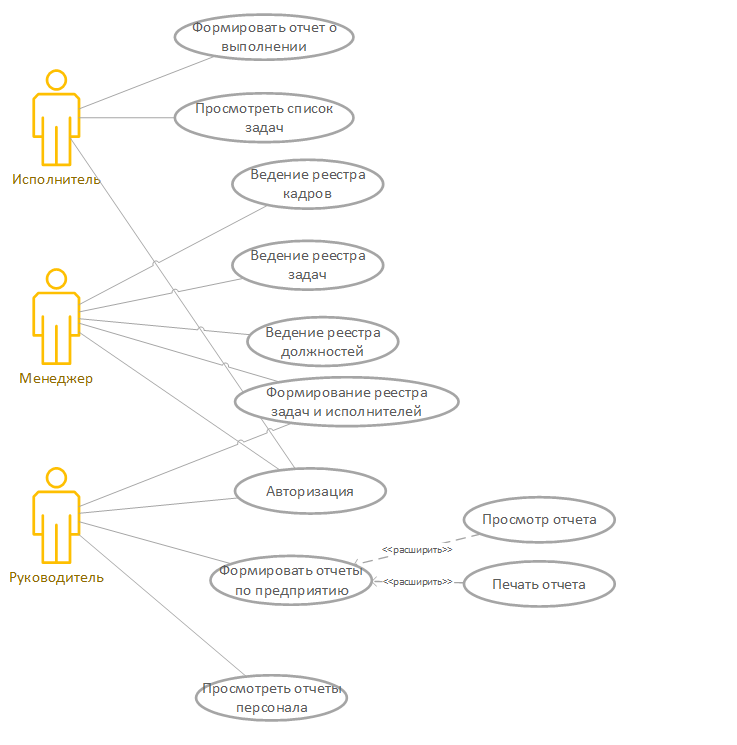 Формировать отчет о
выполнении
Просмотреть список
задач
Исполнитель
Ведение реестра
кадров
Ведение реестра
задач
Ведение реестра
должностей
Менеджер
Формирование реестра
задач и исполнителей
Авторизация
Просмотр отчета
<<расширить>>
Руководитель
Формировать отчеты
по предприятию
<<расширить>>
Печать отчета
Просмотреть отчеты
персонала